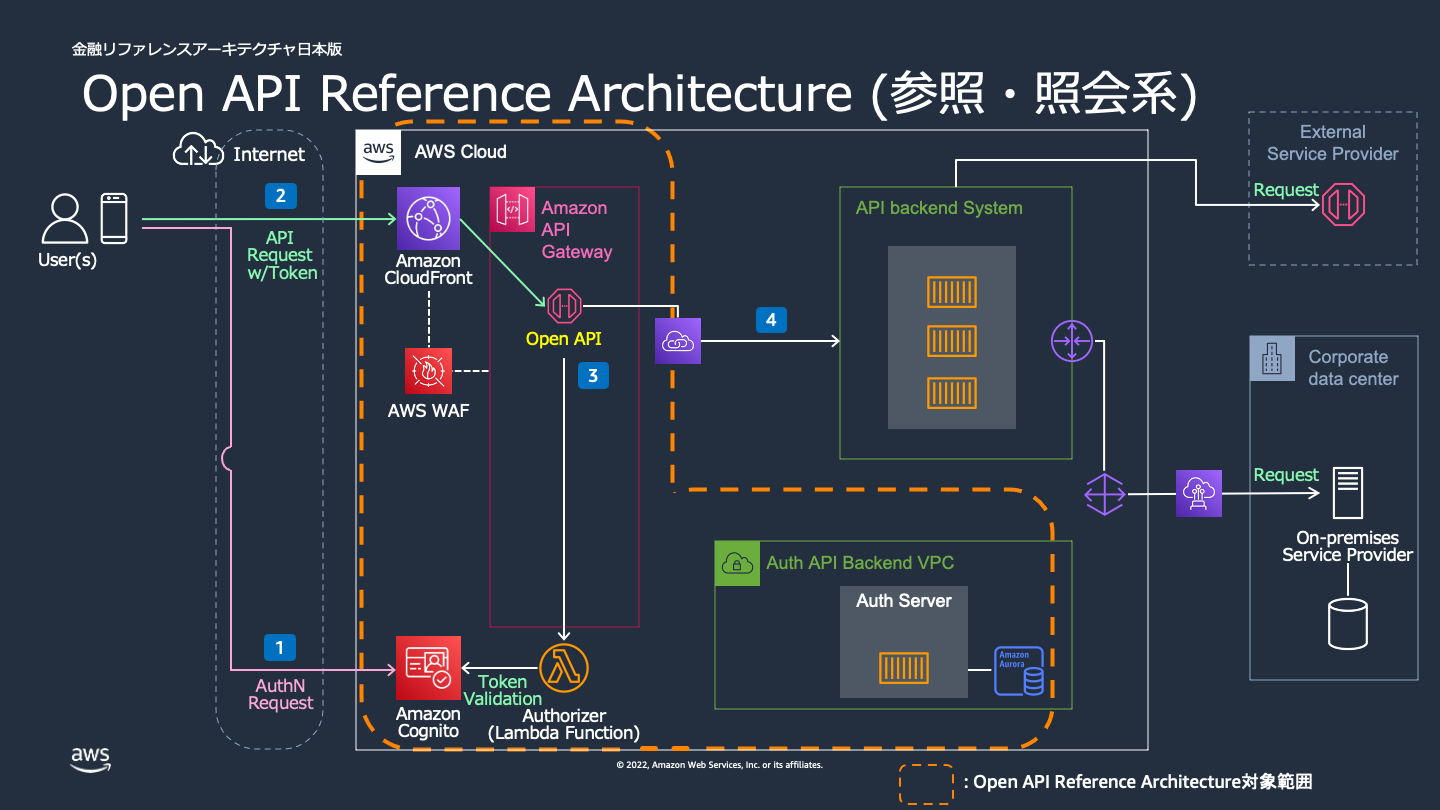 金融リファレンスアーキテクチャ日本版
Open API Reference Architecture (参照・照会系)
Internet
aws
AWS Cloud
External
Service Provider
Request
2
API
Request
w/Token
User(s)
Amazon
CloudFront
Amazon
API
Gateway
Open API
3
AWS WAF
4
API backend System
Corporate
data center
Request
On-premises
Service Provider
Auth API Backend VPC
Auth Server
Amazon
Aurora
1
AuthN
Request
Amazon
Cognito
Token
Validation
Authorizer
(Lambda Function)
aws
© 2022, Amazon Web Services, Inc. or its affiliates.
: Open API Reference Architecture対象範囲